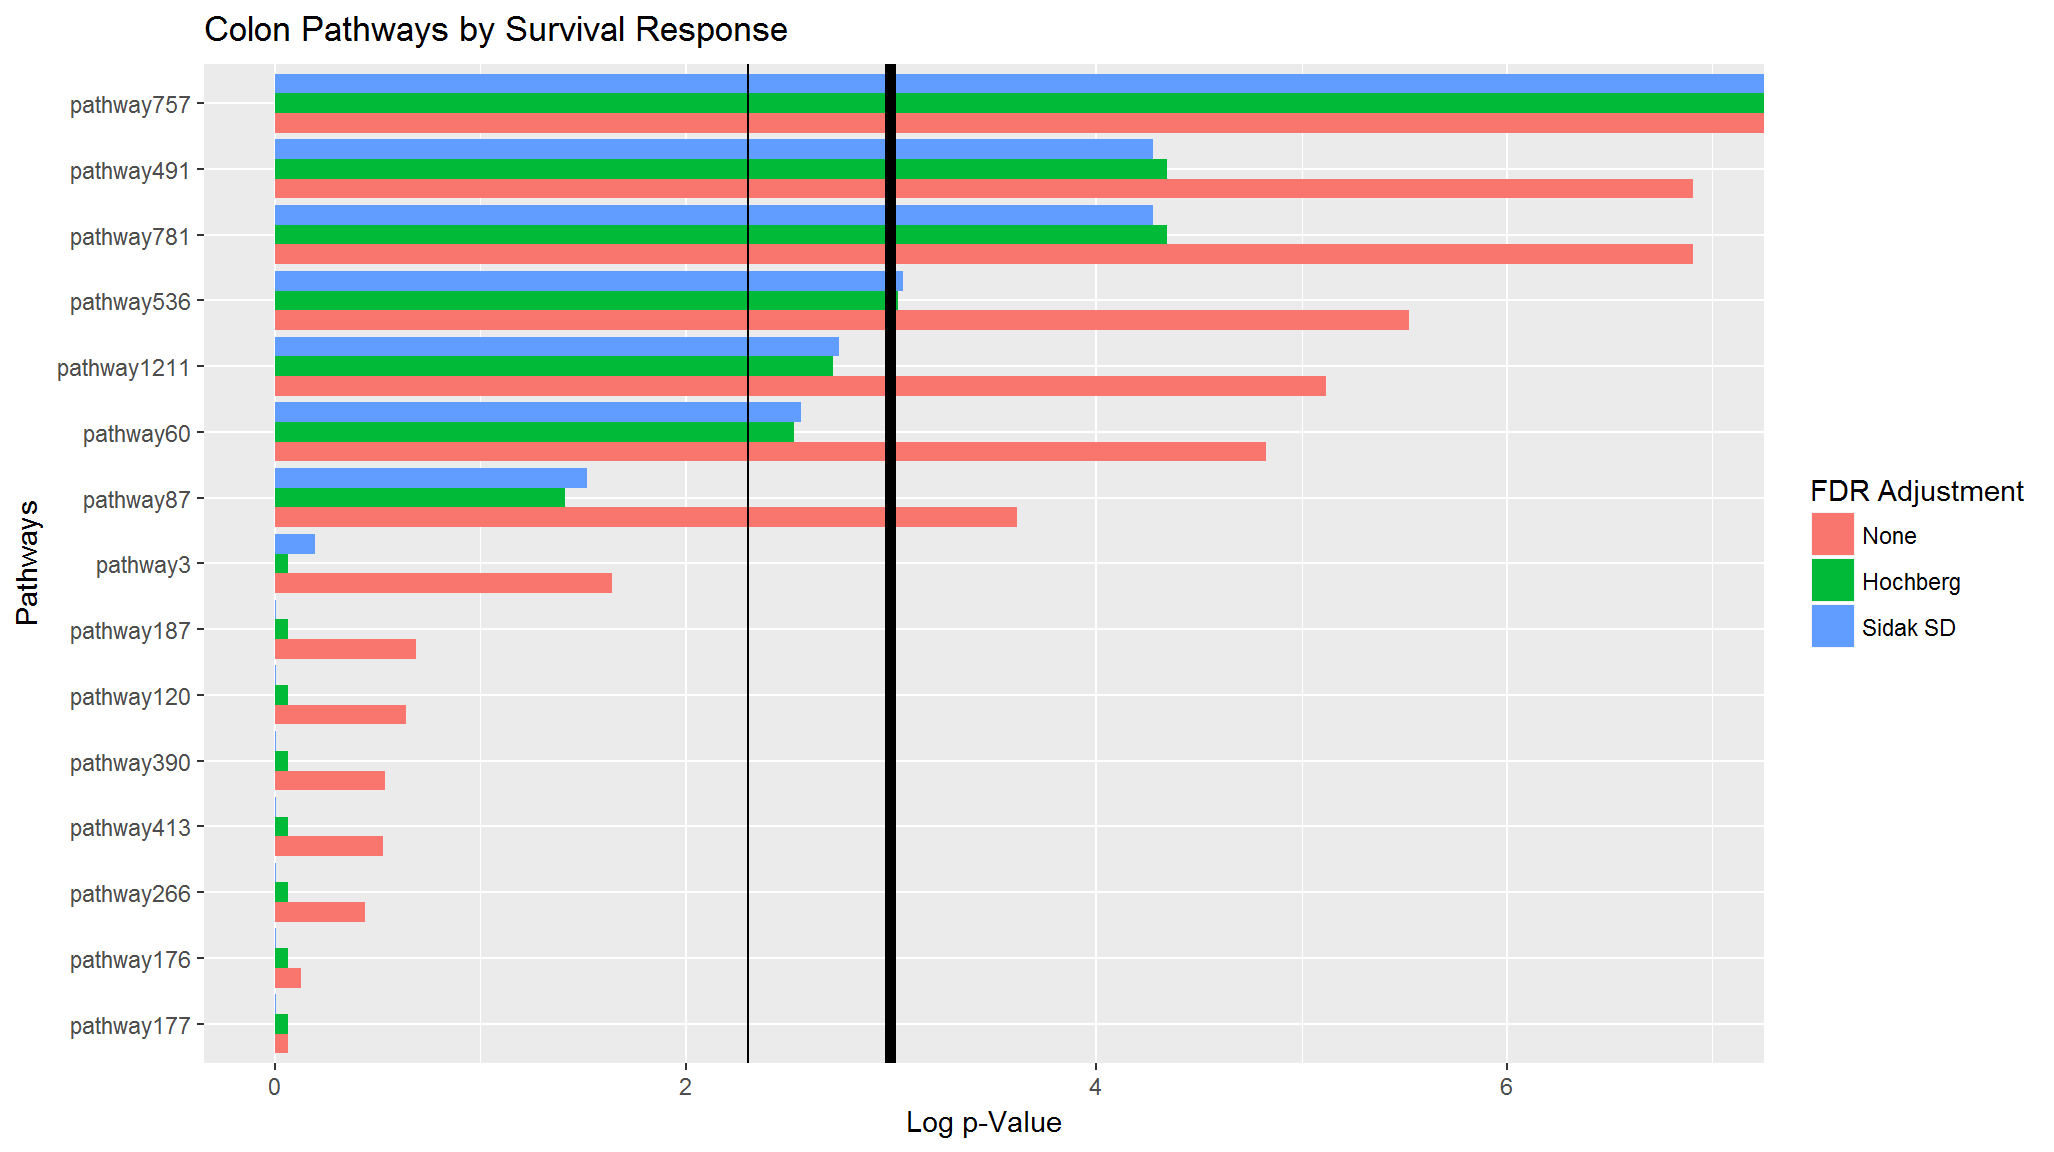 Colon Pathways by Survival Response
pathway757
pathway491
pathway781
pathway536
pathway1211
pathway60
pathway87
pathway3
pathway187
pathway120
pathway390
pathway413
pathway266
pathway176
pathway177
Pathways
0 2 4 6
Log p-Value
FDR Adjustment
None
Hochberg
Sidak SD